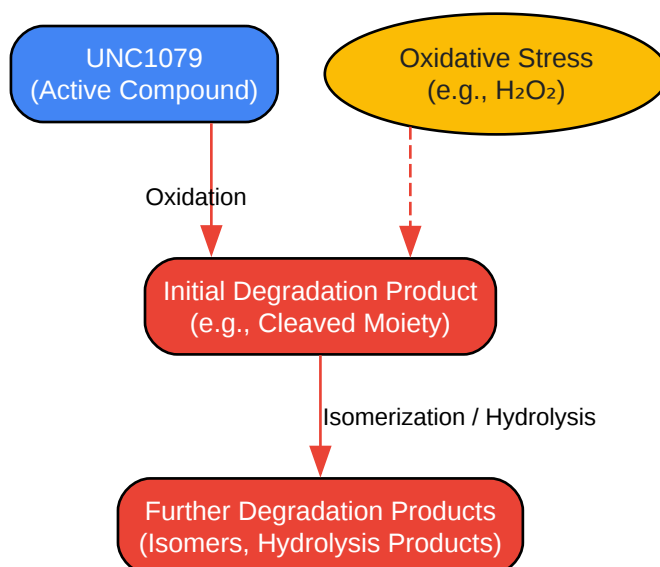 UNC1079
(Active Compound)
Oxidative Stress
(e.g., H₂O₂)
Oxidation
Initial Degradation Product
(e.g., Cleaved Moiety)
Isomerization / Hydrolysis
Further Degradation Products
(Isomers, Hydrolysis Products)